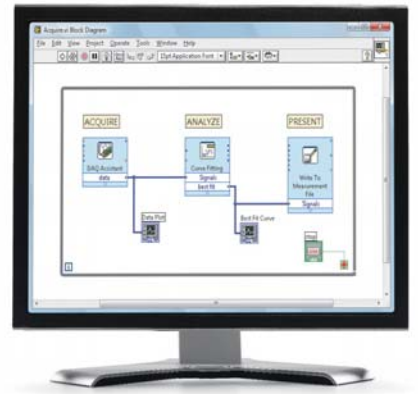 Acquire.vi Block Diagram
File Edit View Project Operate Tools Window Help
15pt Application Font
ACQUIRE ANALYZE PRESENT
DAQ Assistant Curve Fitting Write To
data Signals Measurement
best fit File
Signals
Data Plot Best Fit Curve stop
i